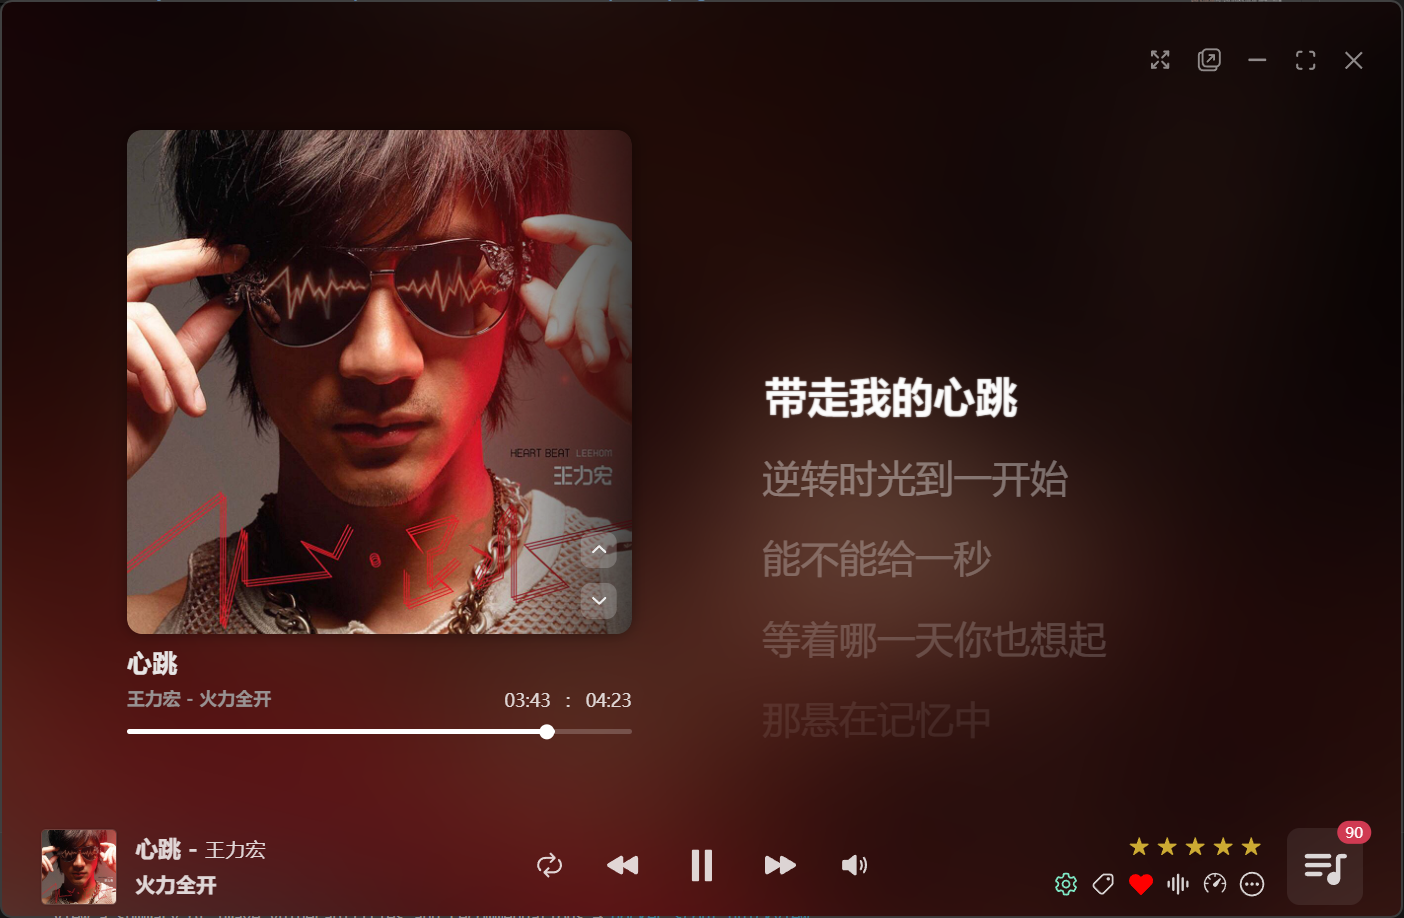 HEART BEAT LEEHOM
王力宏
心·跳
心跳
王力宏 - 火力全开
03:43 : 04:23
带走我的心跳
逆转时光到一开始
能不能给一秒
等着哪一天你也想起
那悬在记忆中
心跳 - 王力宏
火力全开
90